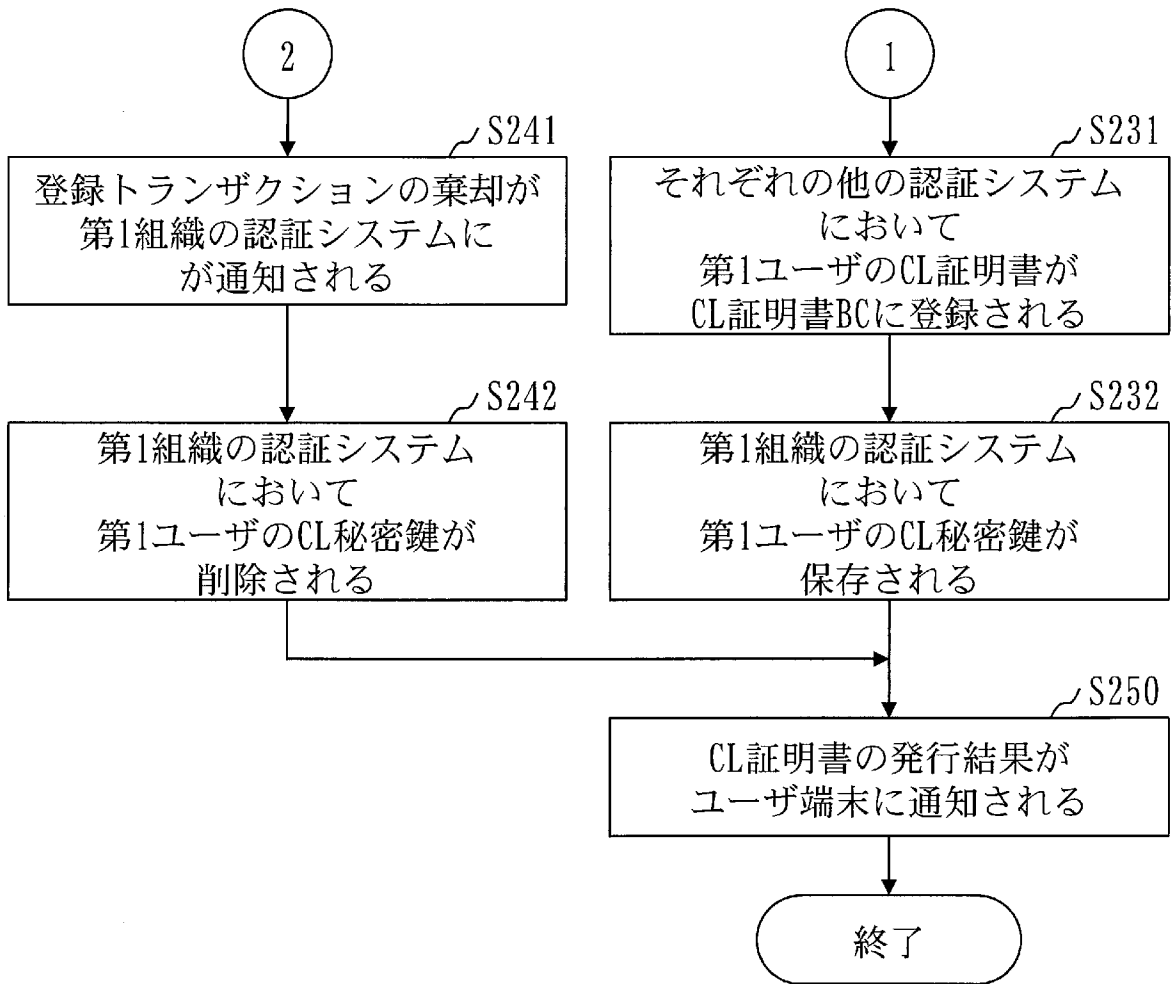 2
S241
登録トランザクションの棄却が
第1組織の認証システムに
が通知される
S242
第1組織の認証システム
において
第1ユーザのCL秘密鍵が
削除される
1
S231
それぞれの他の認証システム
において
第1ユーザのCL証明書が
CL証明書BCに登録される
S232
第1組織の認証システム
において
第1ユーザのCL秘密鍵が
保存される
S250
CL証明書の発行結果が
ユーザ端末に通知される
終了